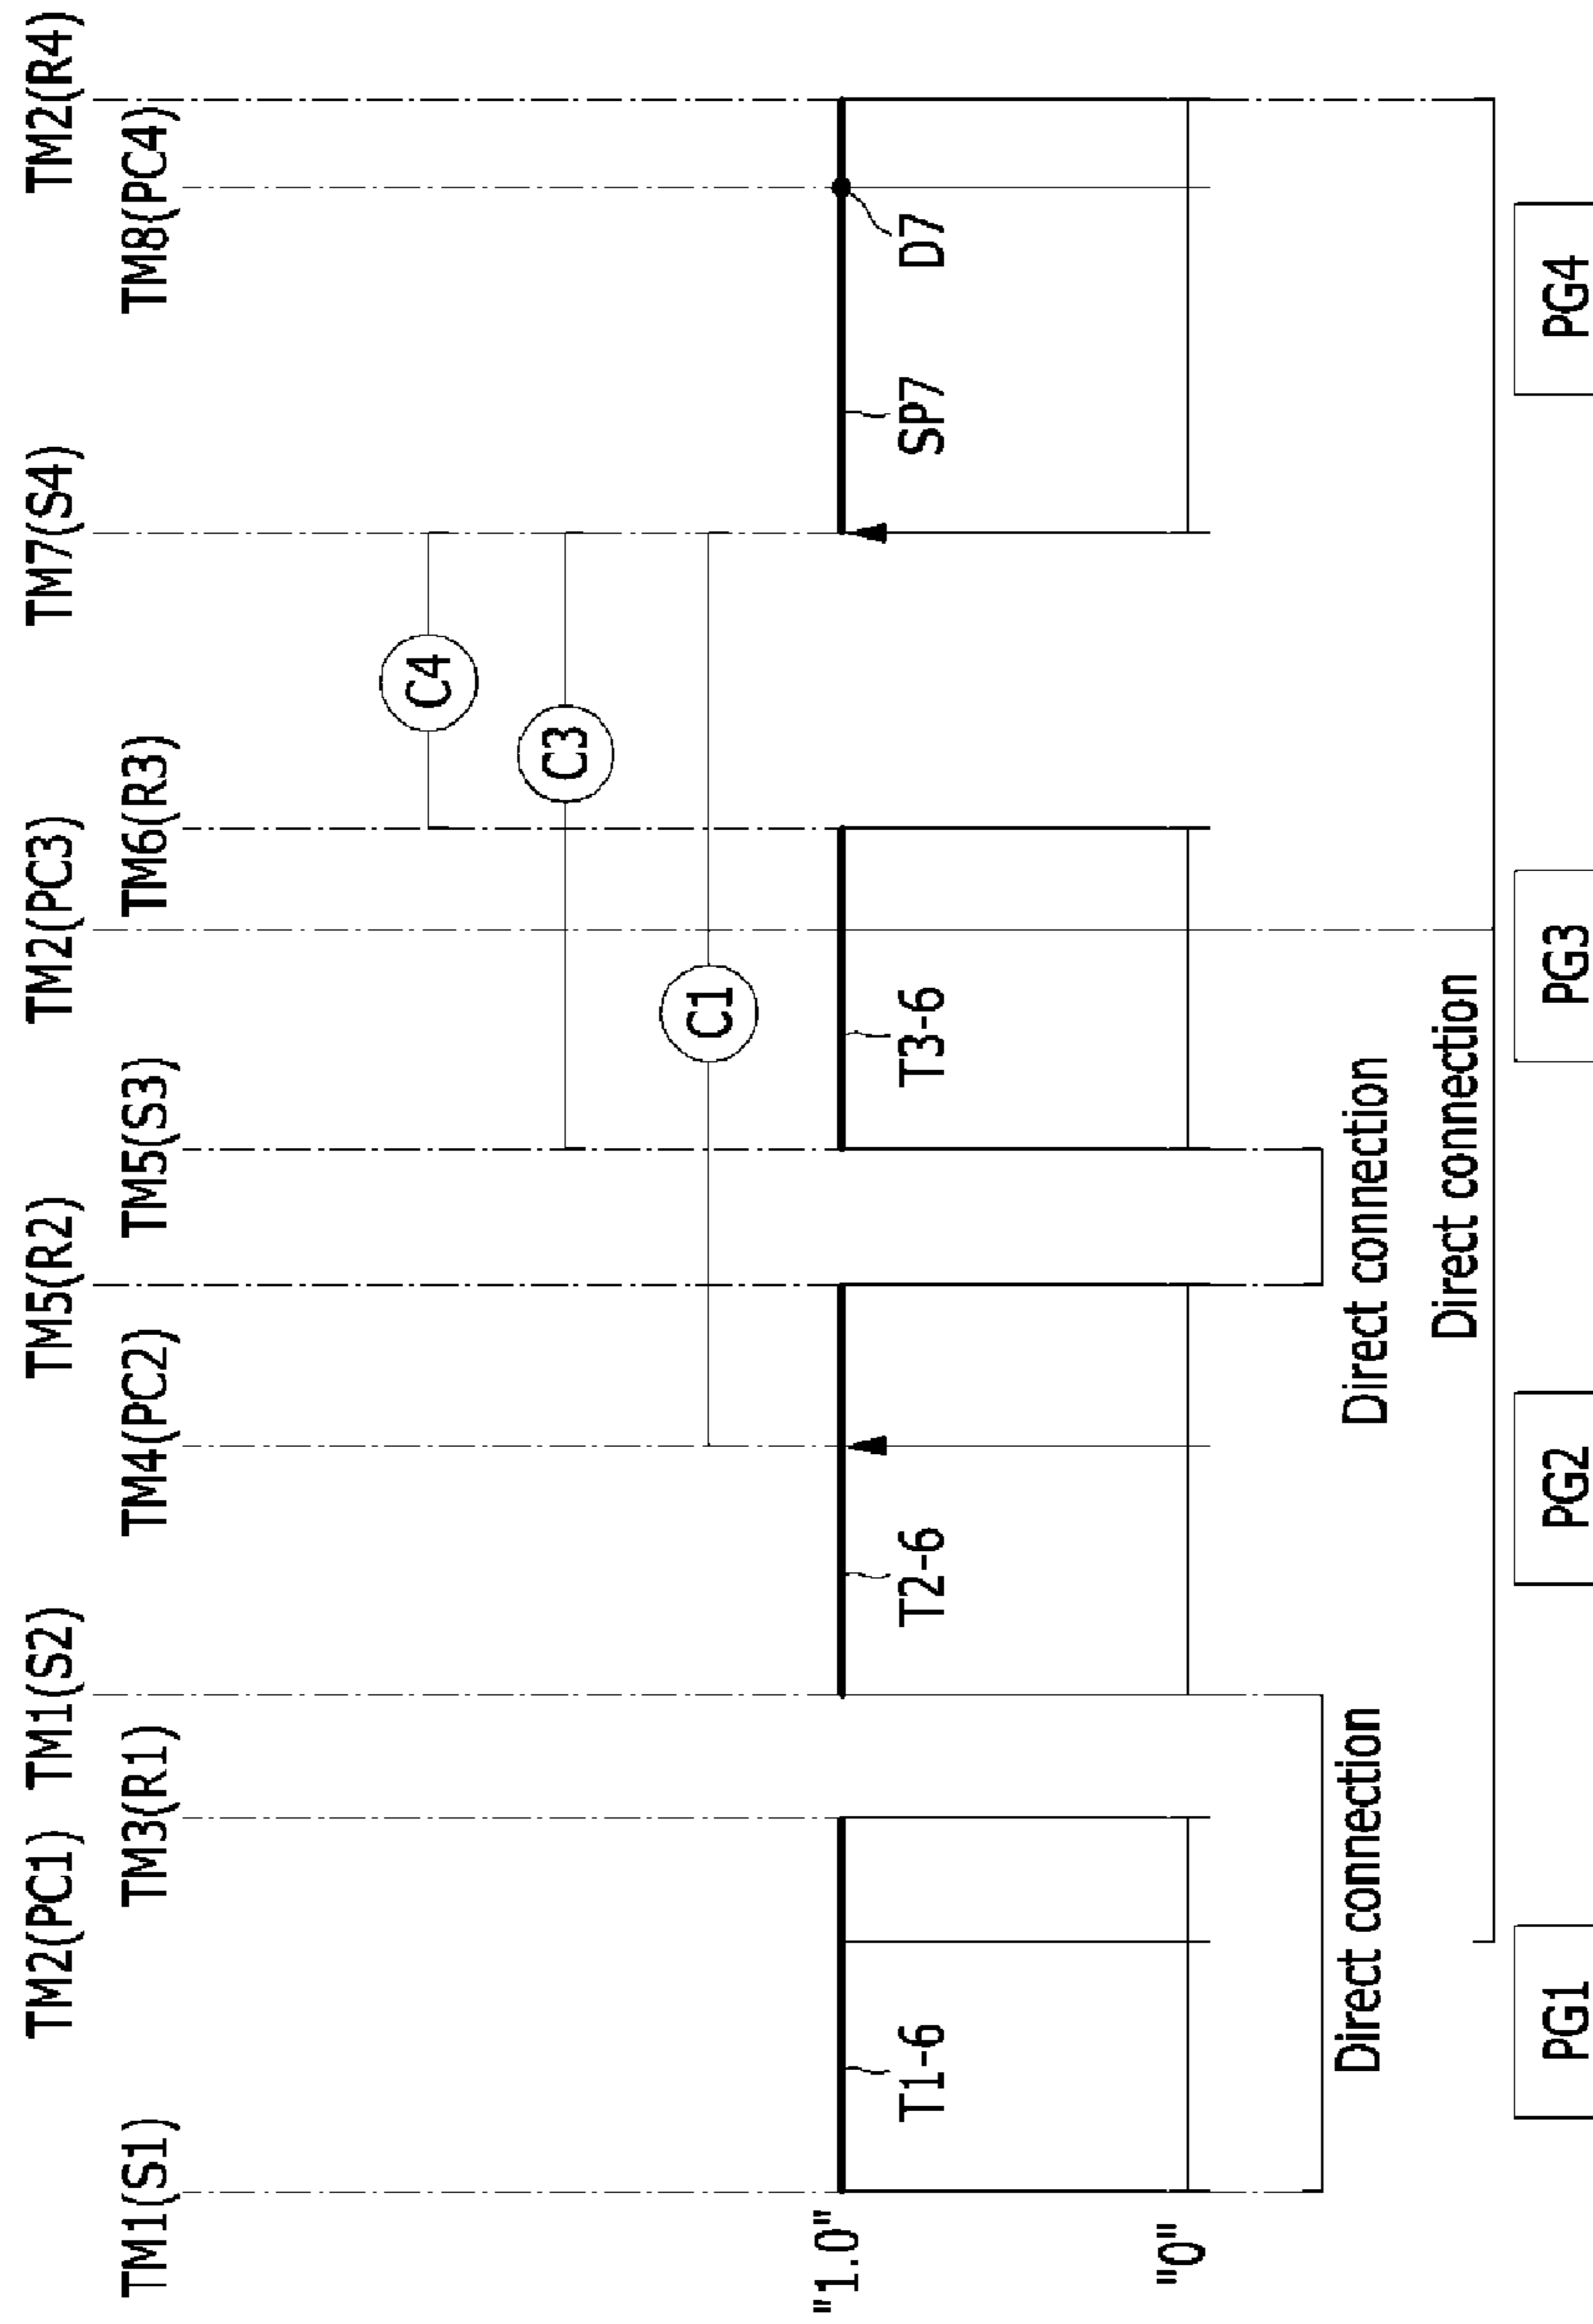 TM2(PC1) TM1(S2) TM5(R2) TM2(PC3) TM7(S4) TM2(R4)
TM1(S1) TM3(R1) TM4(PC2) TM5(S3) TM6(R3) TM8(PC4)
C4
C3
C1
"1.0"
T1-6 T2-6 T3-6 SP7 D7
"0"
Direct connection Direct connection
Direct connection
PG1 PG2 PG3 PG4